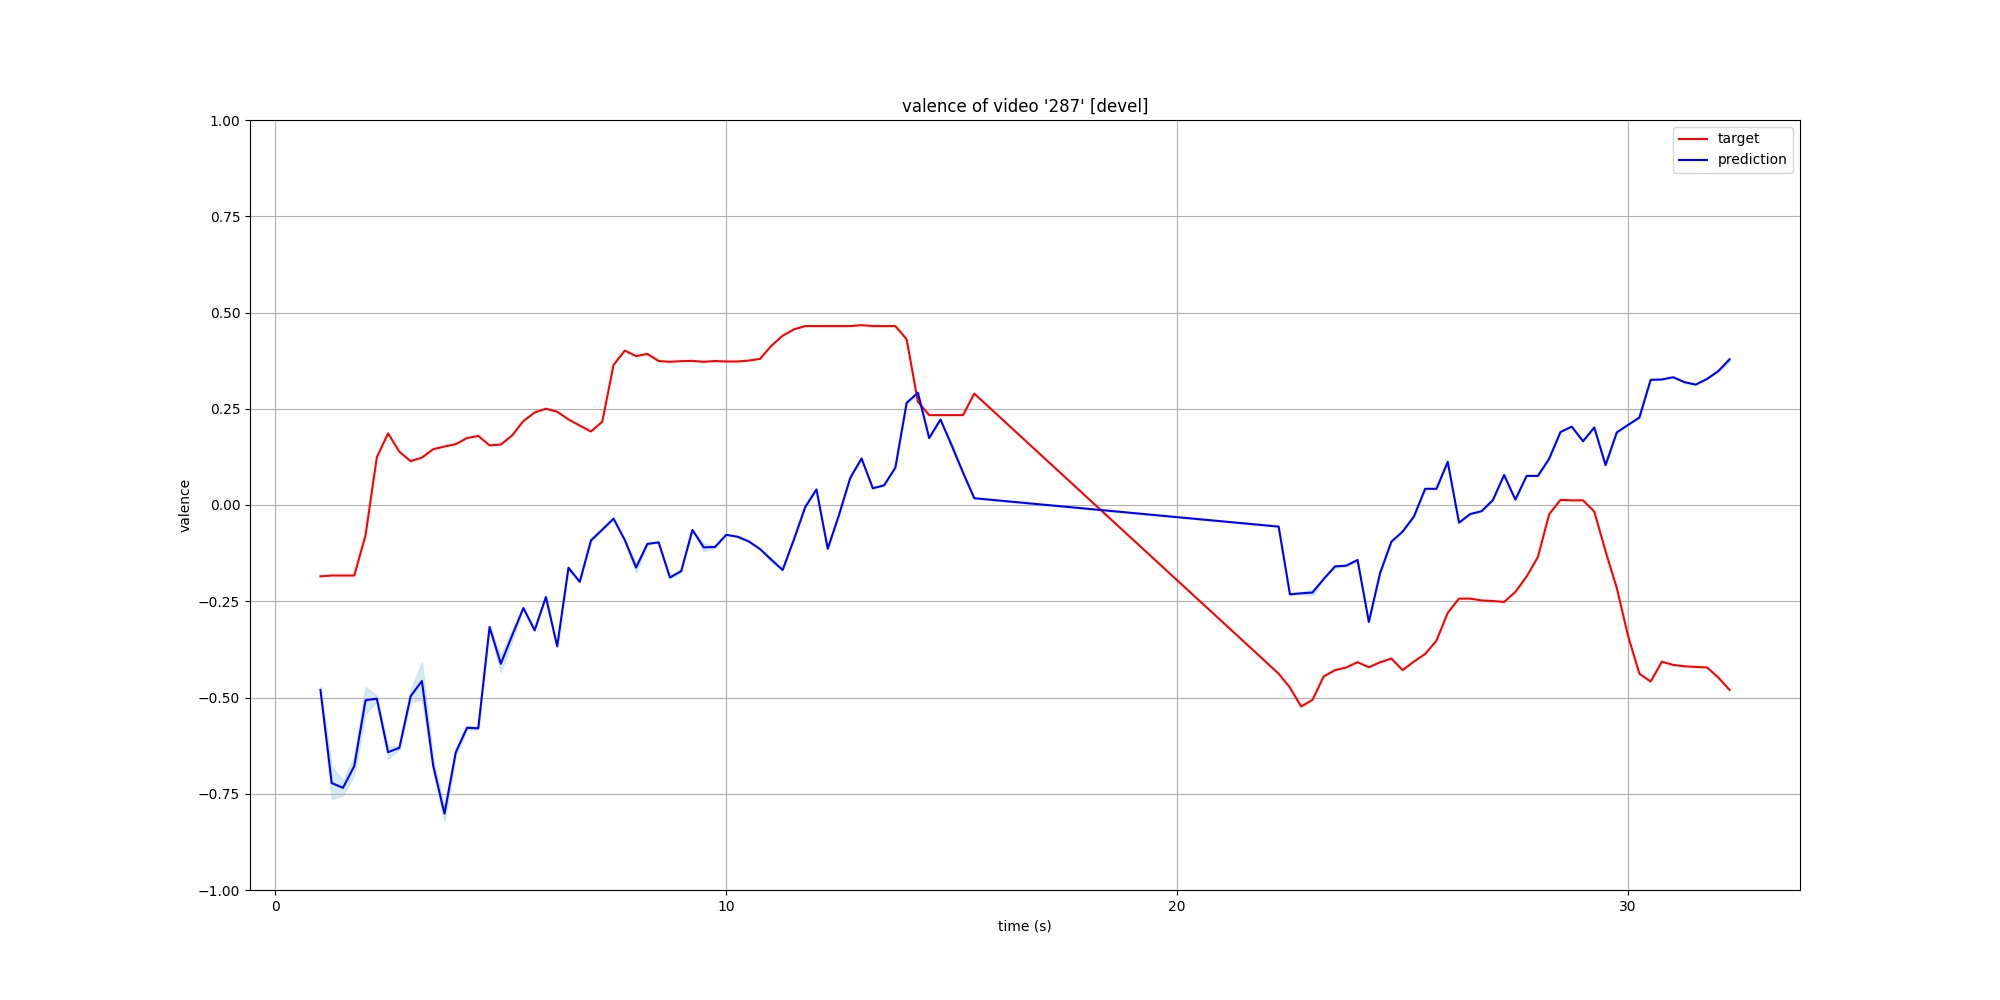 valence of video '287' [devel]
target
prediction
1.00
0.75
0.50
0.25
0.00
−0.25
−0.50
−0.75
−1.00
valence
0 10 20 30
time (s)